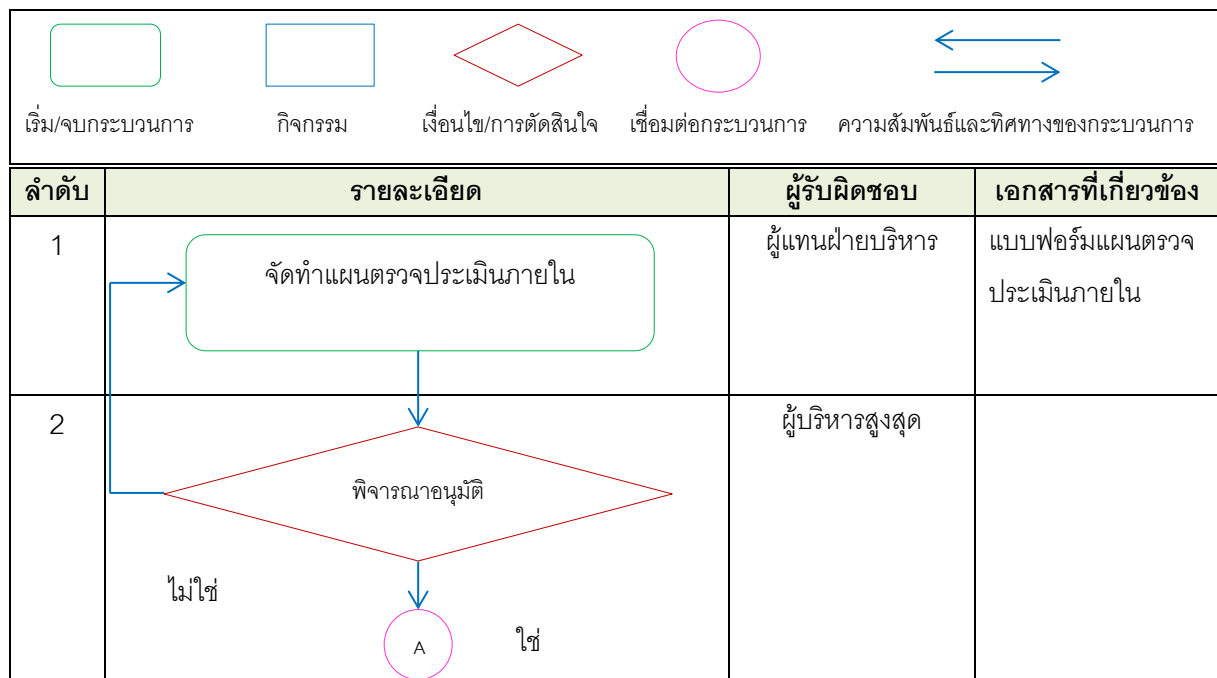 เริ่ม/จบกระบวนการ กิจกรรม เงื่อนไข/การตัดสินใจ เชื่อมต่อกระบวนการ ความสัมพันธ์และทิศทางของกระบวนการ
ลำดับ รายละเอียด ผู้รับผิดชอบ เอกสารที่เกี่ยวข้อง
1 จัดทำแผนตรวจประเมินภายใน ผู้แทนฝ่ายบริหาร แบบฟอร์มแผนตรวจ
ประเมินภายใน
2 พิจารณาอนุมัติ ผู้บริหารสูงสุด
ไม่ใช่
A ใช่